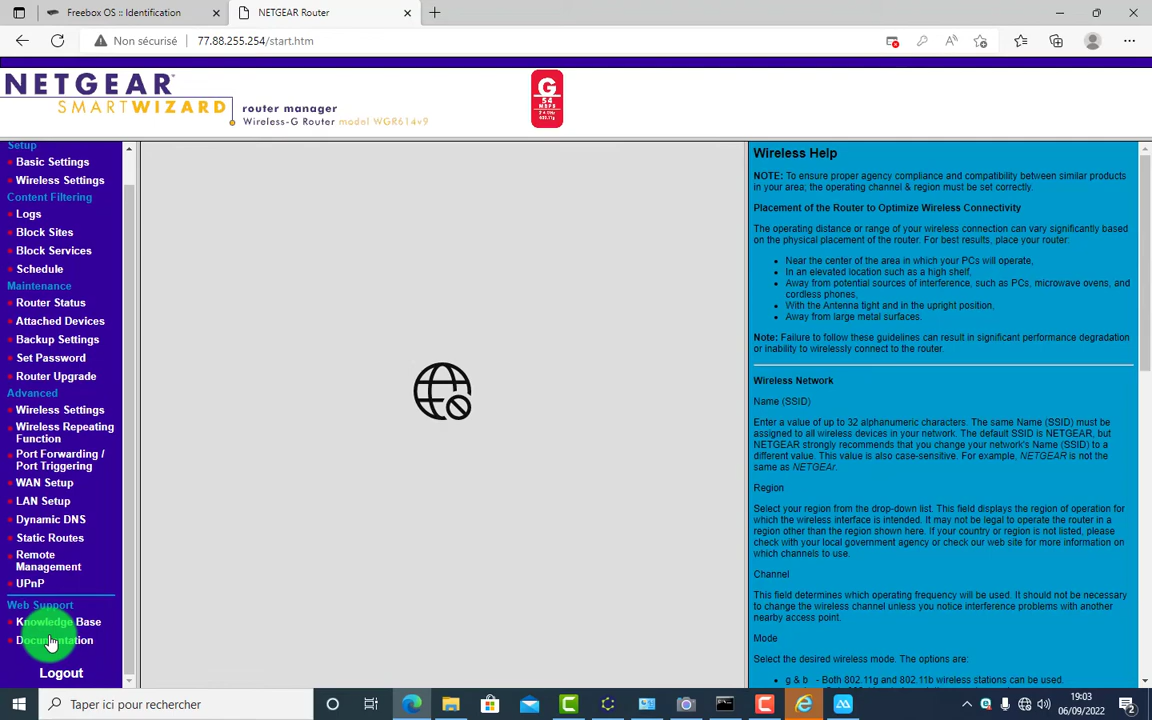 Freebox OS :: Identification
NETGEAR Router
Non sécurisé
77.88.255.254/start.htm
NETGEAR
SMARTWIZARD
router manager
Wireless-G Router model WGR614v9
G
54
MBPS
2.4 GHz
802.11g
Setup
Basic Settings
Wireless Settings
Content Filtering
Logs
Block Sites
Block Services
Schedule
Maintenance
Router Status
Attached Devices
Backup Settings
Set Password
Router Upgrade
Advanced
Wireless Settings
Wireless Repeating
Function
Port Forwarding /
Port Triggering
WAN Setup
LAN Setup
Dynamic DNS
Static Routes
Remote
Management
UPnP
Web Support
Knowledge Base
Documentation
Logout
Wireless Help
NOTE: To ensure proper agency compliance and compatibility between similar products
in your area; the operating channel & region must be set correctly.
Placement of the Router to Optimize Wireless Connectivity
The operating distance or range of your wireless connection can vary significantly based
on the physical placement of the router. For best results, place your router:
Near the center of the area in which your PCs will operate,
In an elevated location such as a high shelf,
Away from potential sources of interference, such as PCs, microwave ovens, and
cordless phones,
With the Antenna tight and in the upright position,
Away from large metal surfaces.
Note: Failure to follow these guidelines can result in significant performance degradation
or inability to wirelessly connect to the router.
Wireless Network
Name (SSID)
Enter a value of up to 32 alphanumeric characters. The same Name (SSID) must be
assigned to all wireless devices in your network. The default SSID is NETGEAR, but
NETGEAR strongly recommends that you change your network's Name (SSID) to a
different value. This value is also case-sensitive. For example, NETGEAR is not the
same as NETGEAr.
Region
Select your region from the drop-down list. This field displays the region of operation for
which the wireless interface is intended. It may not be legal to operate the router in a
region other than the region shown here. If your country or region is not listed, please
check with your local government agency or check our web site for more information on
which channels to use.
Channel
This field determines which operating frequency will be used. It should not be necessary
to change the wireless channel unless you notice interference problems with another
nearby access point.
Mode
Select the desired wireless mode. The options are:
g & b - Both 802.11g and 802.11b wireless stations can be used.
Taper ici pour rechercher
19:03
06/09/2022
2